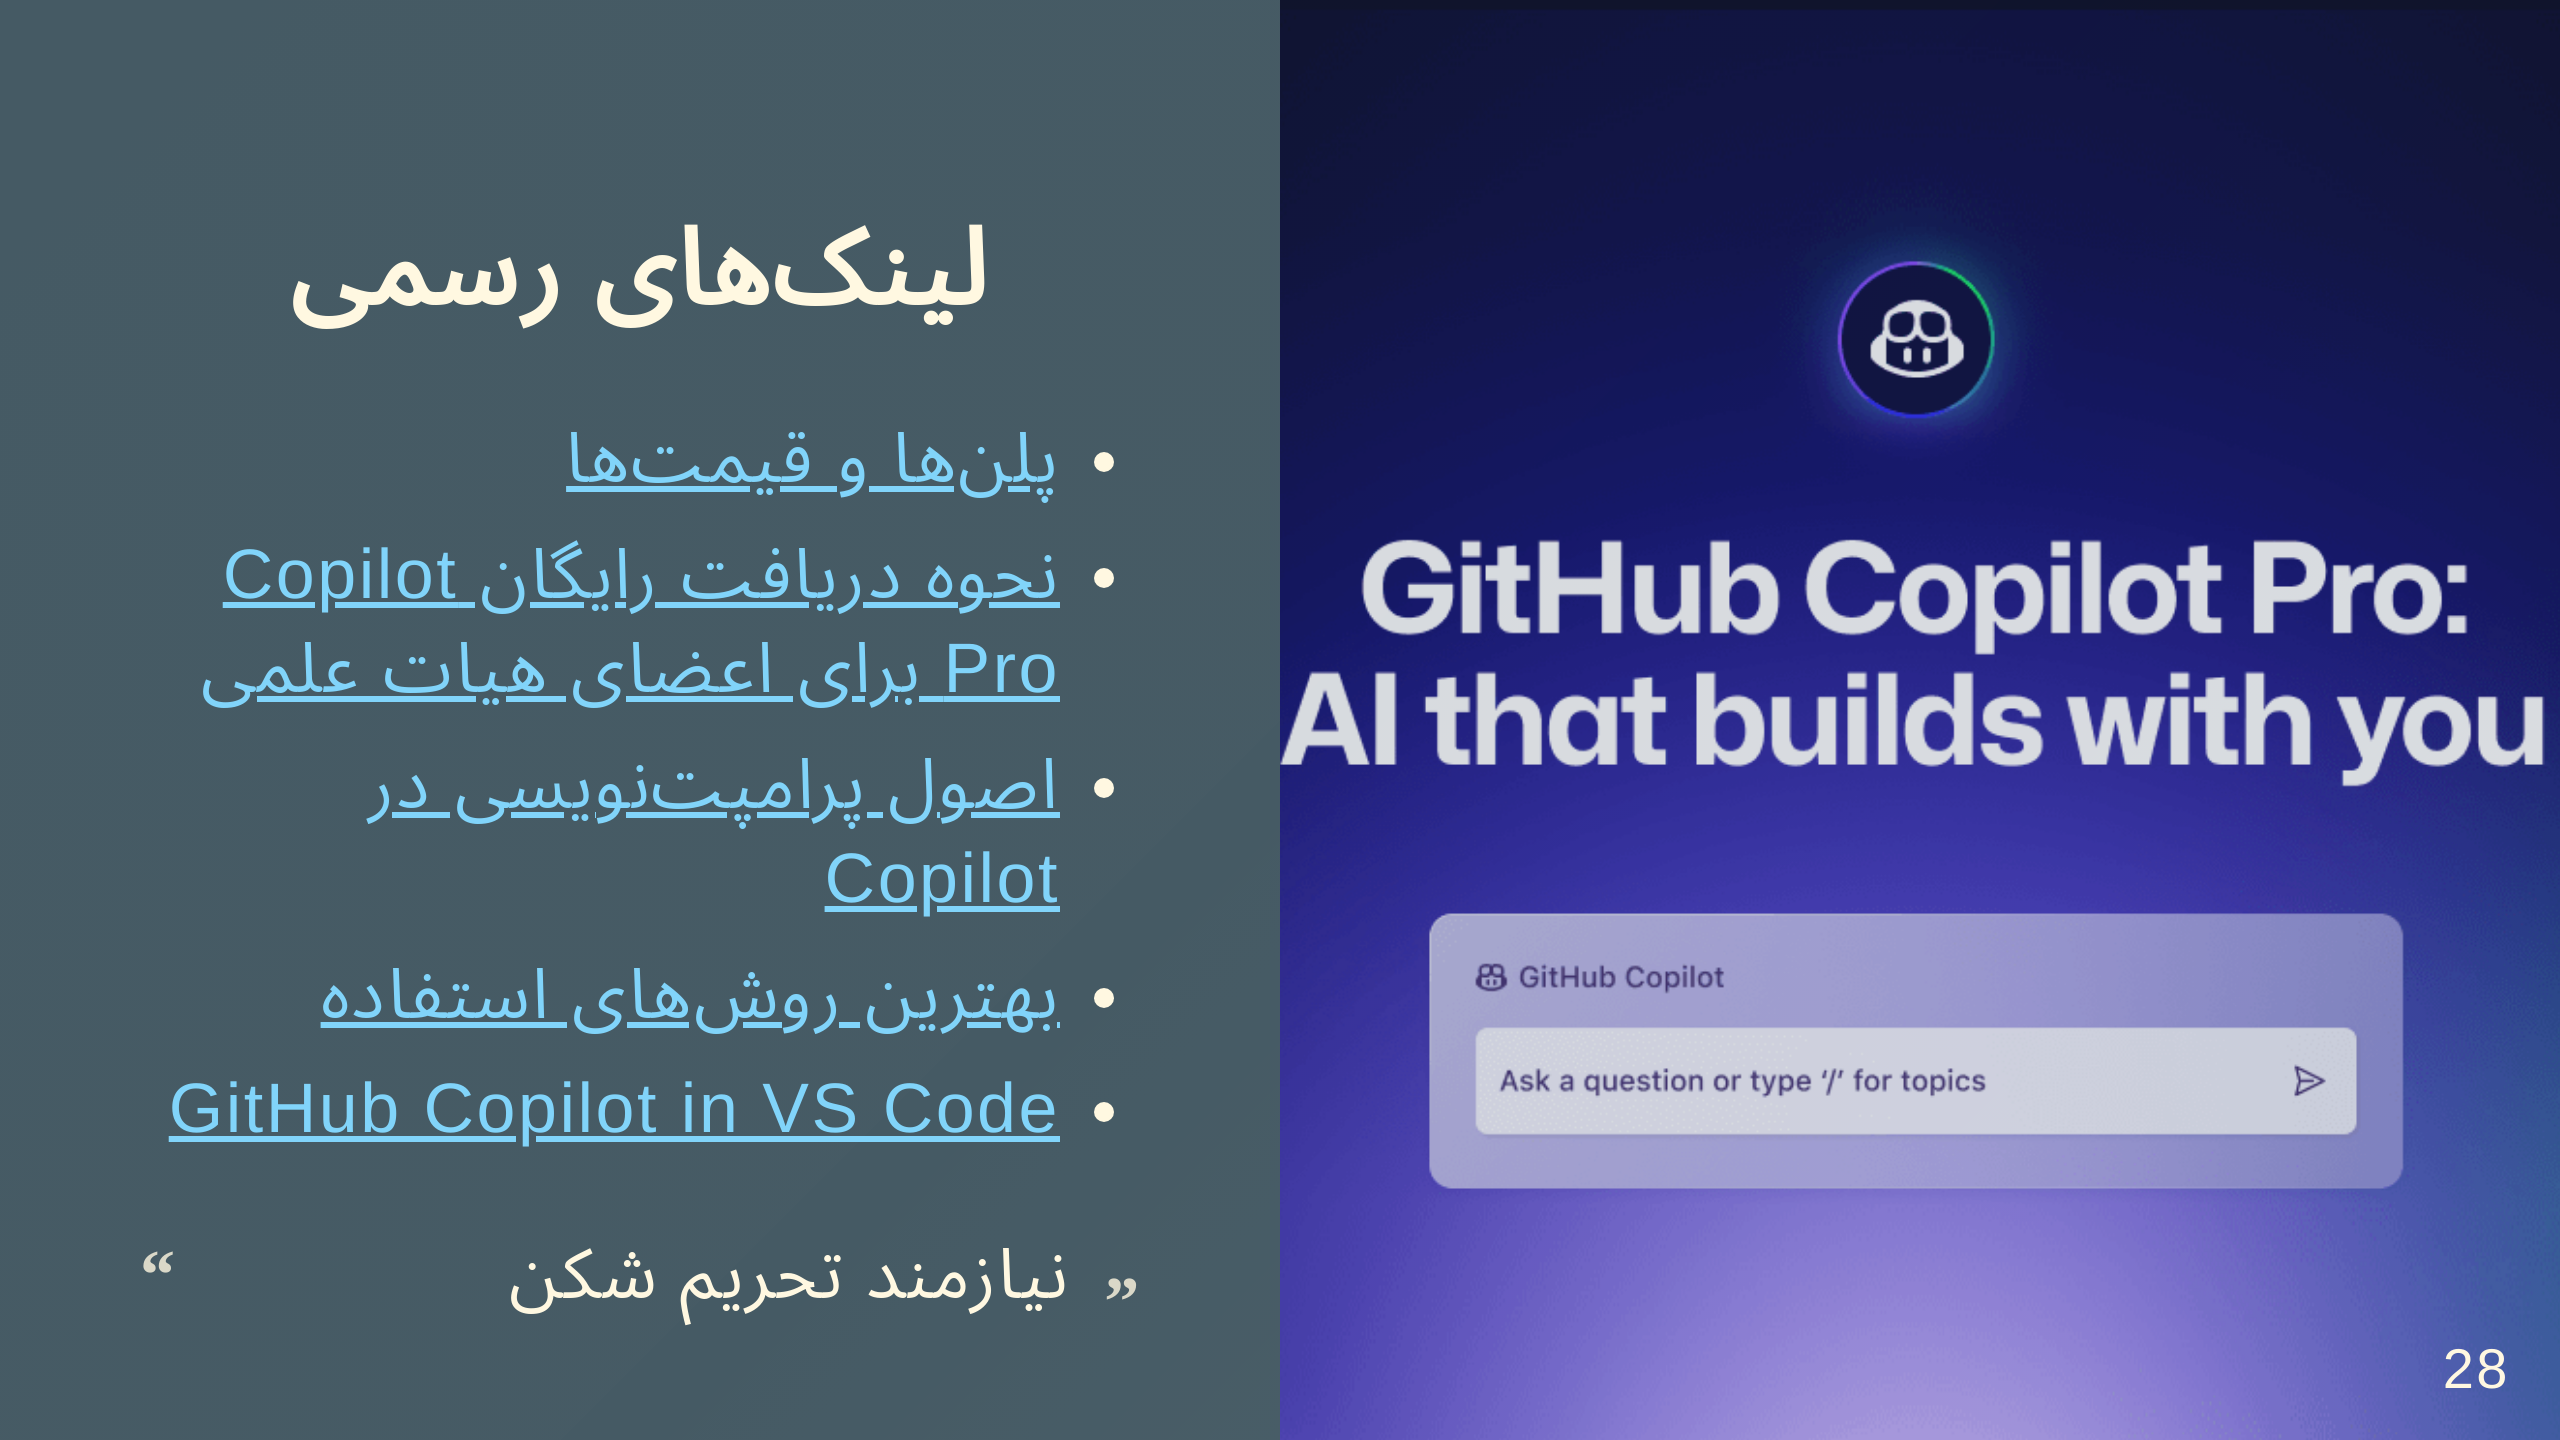 لینک‌های رسمی
• پلن‌ها و قیمت‌ها
• نحوه دریافت رایگان Copilot
Pro برای اعضای هیات علمی
• اصول پرامپت‌نویسی در
Copilot
• بهترین روش‌های استفاده
• GitHub Copilot in VS Code
” نیازمند تحریم شکن “
GitHub Copilot Pro:
AI that builds with you
GitHub Copilot
Ask a question or type ‘/’ for topics
28